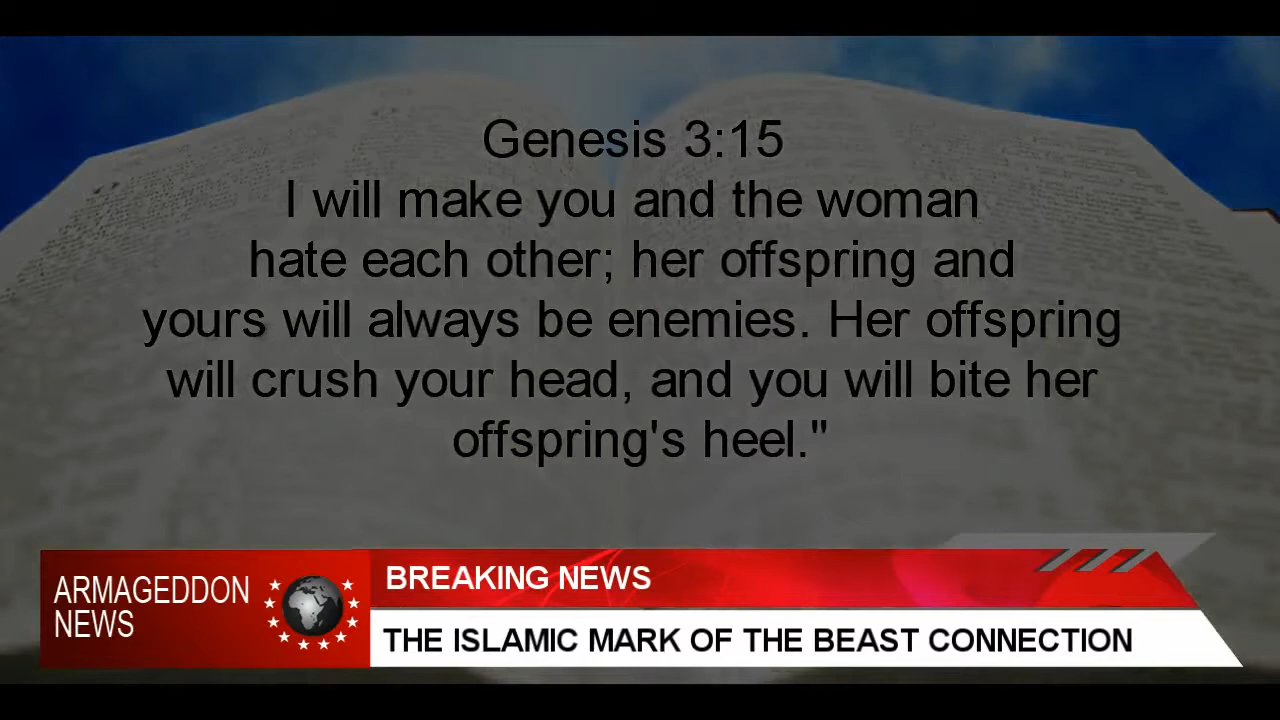 Genesis 3:15
I will make you and the woman
hate each other; her offspring and
yours will always be enemies. Her offspring
will crush your head, and you will bite her
offspring's heel."
ARMAGEDDON
NEWS
BREAKING NEWS
THE ISLAMIC MARK OF THE BEAST CONNECTION